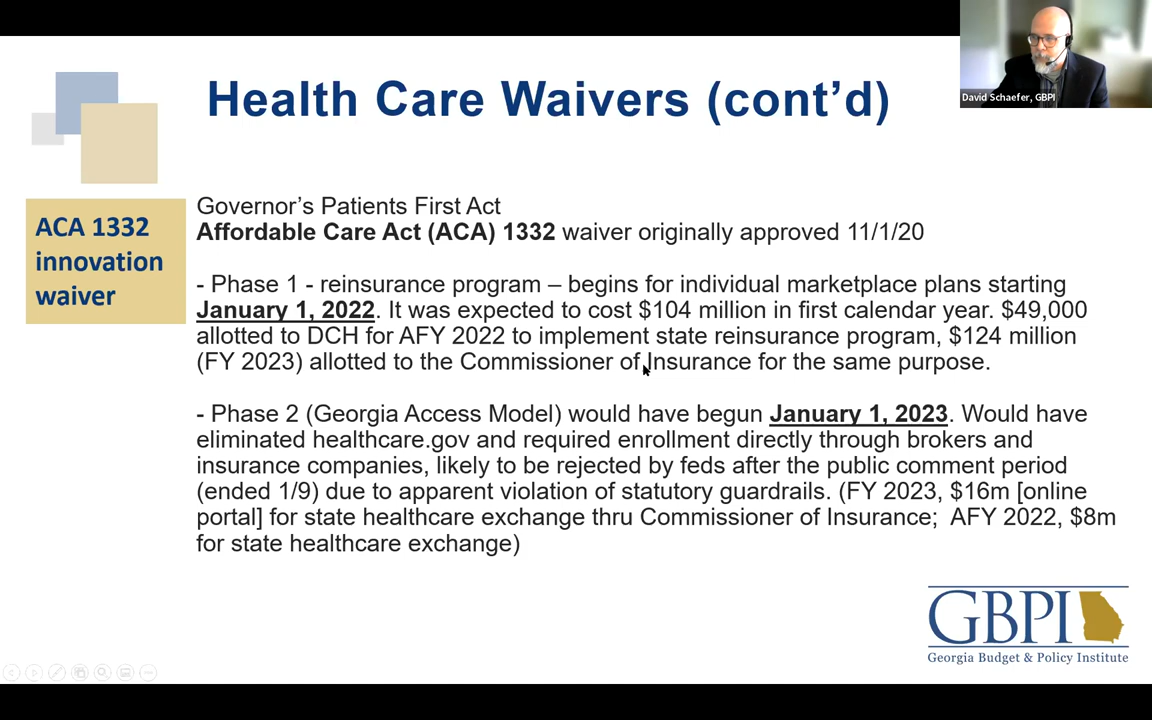 Health Care Waivers (cont’d)
David Schaefer, GBPI
ACA 1332
innovation
waiver
Governor’s Patients First Act
Affordable Care Act (ACA) 1332 waiver originally approved 11/1/20
- Phase 1 - reinsurance program – begins for individual marketplace plans starting
January 1, 2022. It was expected to cost $104 million in first calendar year. $49,000
allotted to DCH for AFY 2022 to implement state reinsurance program, $124 million
(FY 2023) allotted to the Commissioner of Insurance for the same purpose.
- Phase 2 (Georgia Access Model) would have begun January 1, 2023. Would have
eliminated healthcare.gov and required enrollment directly through brokers and
insurance companies, likely to be rejected by feds after the public comment period
(ended 1/9) due to apparent violation of statutory guardrails. (FY 2023, $16m [online
portal] for state healthcare exchange thru Commissioner of Insurance;  AFY 2022, $8m
for state healthcare exchange)
GBPI
Georgia Budget & Policy Institute